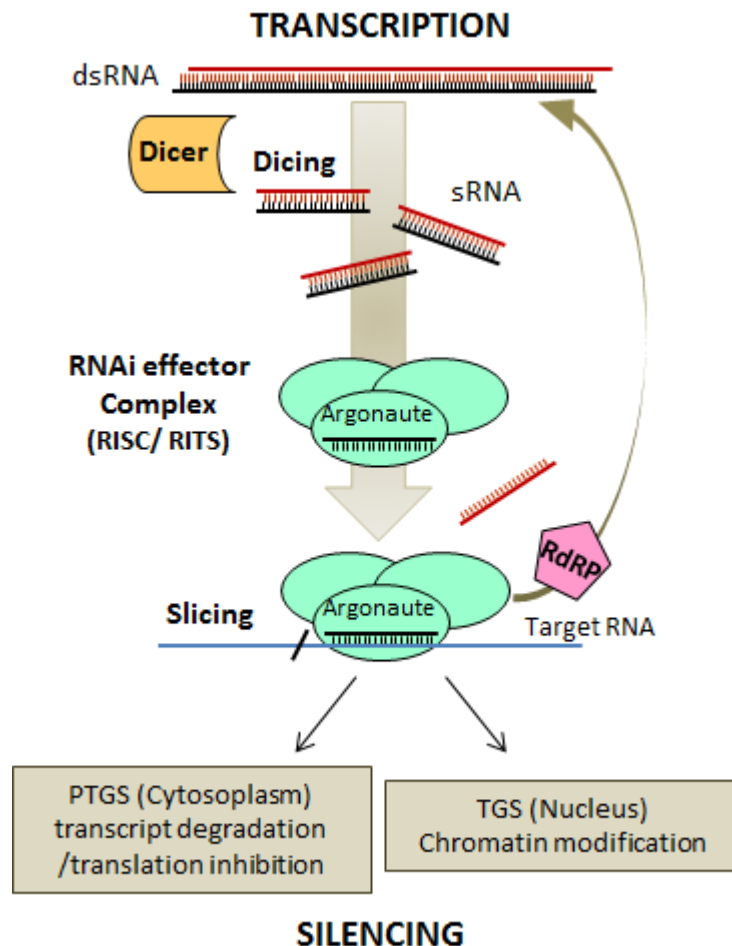 TRANSCRIPTION
dsRNA
Dicer
Dicing
sRNA
RNAi effector
Complex
(RISC/ RITS)
Argonaute
RdRP
Argonaute
Slicing
Target RNA
PTGS (Cytosoplasm)
transcript degradation
/translation inhibition
TGS (Nucleus)
Chromatin modification
SILENCING